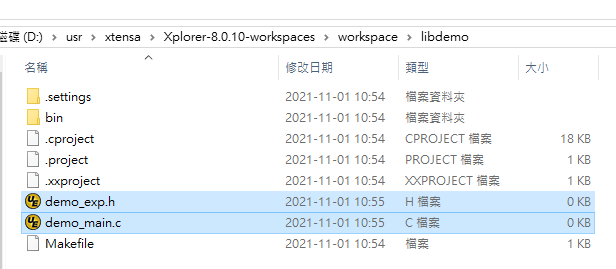 磁碟 (D:) › usr › xtensa › Xplorer-8.0.10-workspaces › workspace › libdemo
名稱 修改日期 類型 大小
.settings 2021-11-01 10:54 檔案資料夾
bin 2021-11-01 10:54 檔案資料夾
.cproject 2021-11-01 10:54 CPROJECT 檔案 18 KB
.project 2021-11-01 10:54 PROJECT 檔案 1 KB
.xxproject 2021-11-01 10:54 XXPROJECT 檔案 1 KB
demo_exp.h 2021-11-01 10:55 H 檔案 0 KB
demo_main.c 2021-11-01 10:55 C 檔案 0 KB
Makefile 2021-11-01 10:54 檔案 1 KB